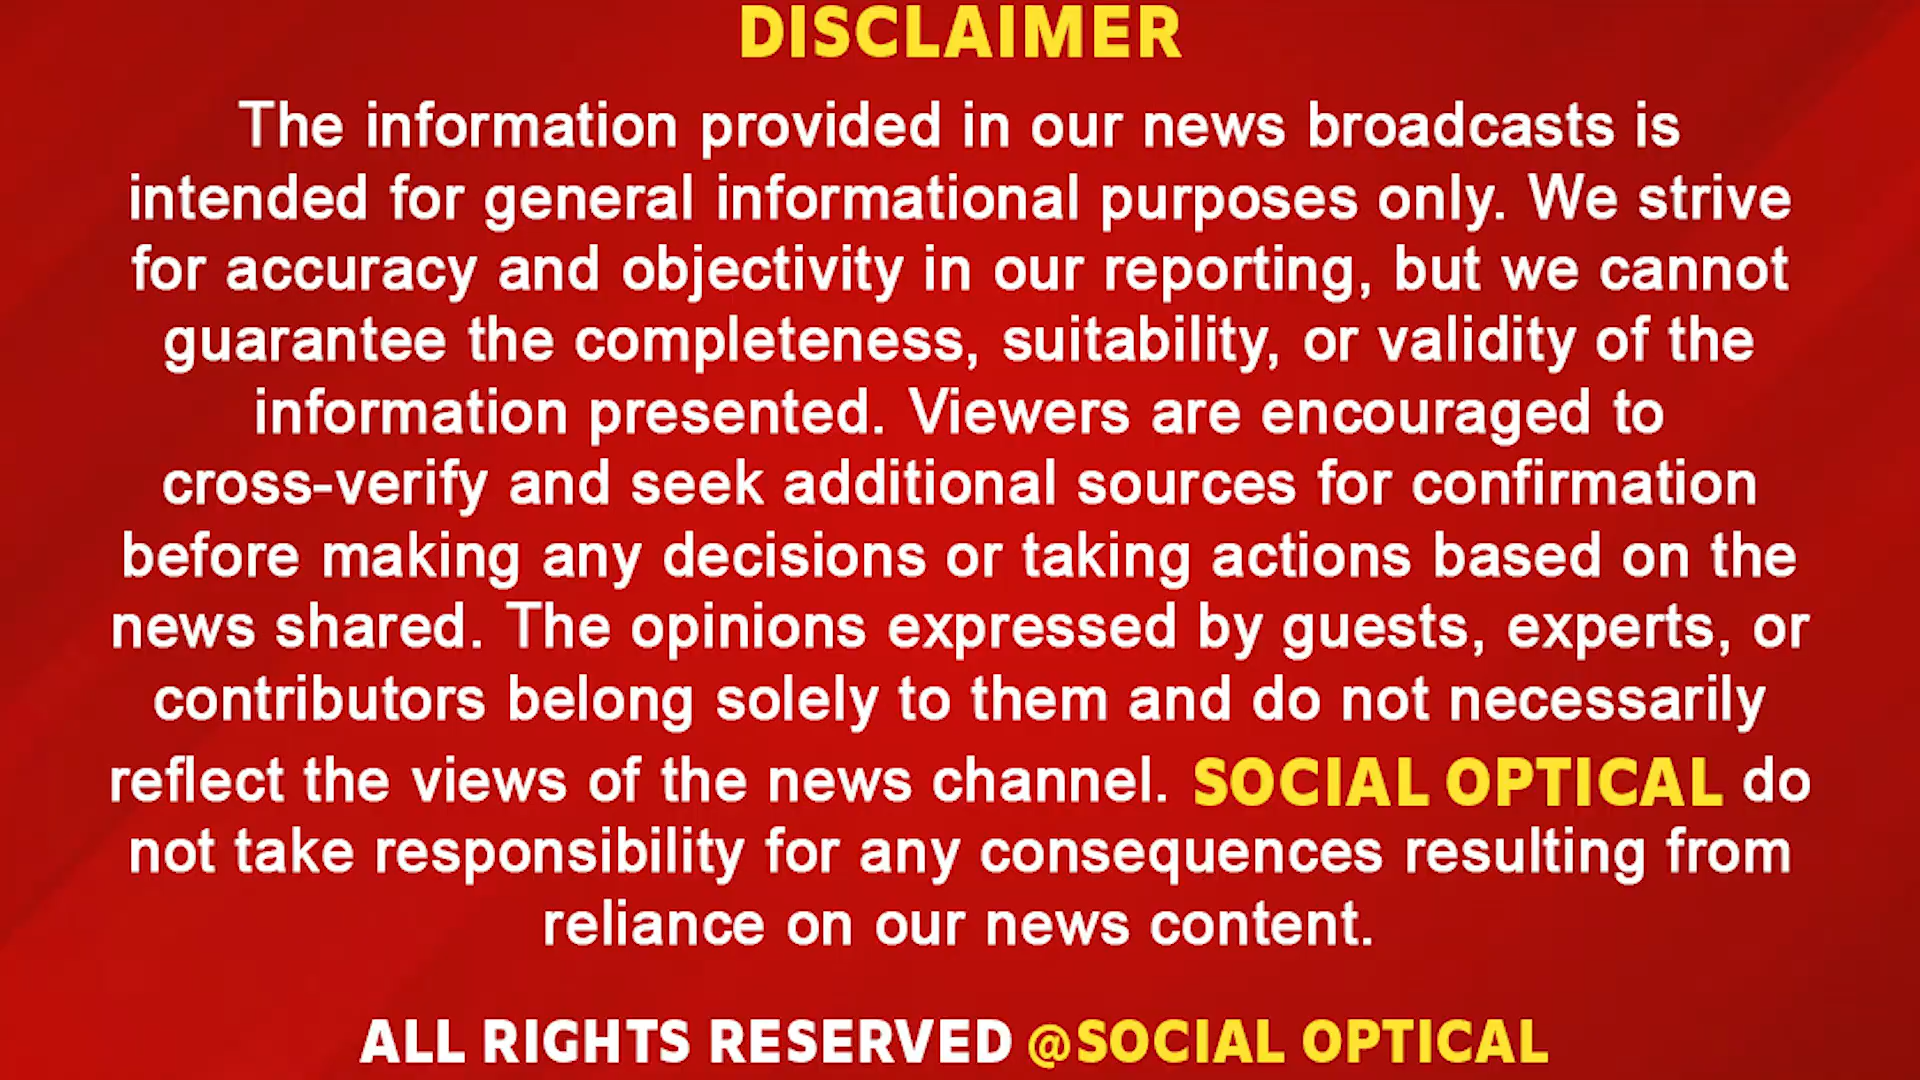 DISCLAIMER
The information provided in our news broadcasts is
intended for general informational purposes only. We strive
for accuracy and objectivity in our reporting, but we cannot
guarantee the completeness, suitability, or validity of the
information presented. Viewers are encouraged to
cross-verify and seek additional sources for confirmation
before making any decisions or taking actions based on the
news shared. The opinions expressed by guests, experts, or
contributors belong solely to them and do not necessarily
reflect the views of the news channel. SOCIAL OPTICAL do
not take responsibility for any consequences resulting from
reliance on our news content.
ALL RIGHTS RESERVED @SOCIAL OPTICAL